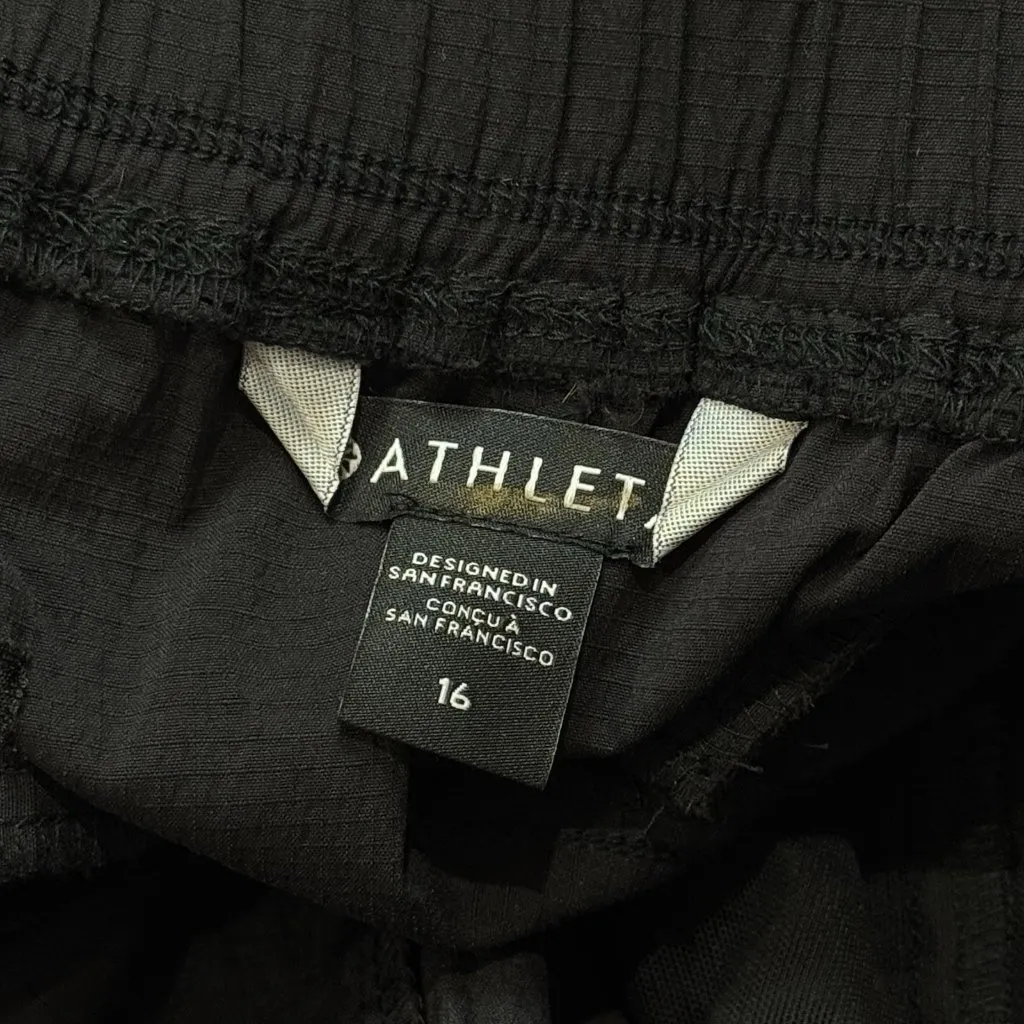 ATHLET
DESIGNED IN
SAN FRANCISCO
CONÇU À
SAN FRANCISCO
16